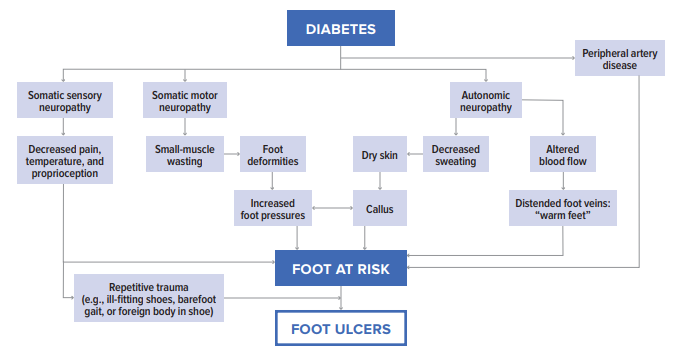 DIABETES
Peripheral artery
disease
Somatic sensory
neuropathy
Somatic motor
neuropathy
Autonomic
neuropathy
Decreased pain,
temperature, and
proprioception
Small-muscle
wasting
Foot
deformities
Dry skin
Decreased
sweating
Altered
blood flow
Increased
foot pressures
Callus
Distended foot veins:
“warm feet”
FOOT AT RISK
Repetitive trauma
(e.g., ill-fitting shoes, barefoot
gait, or foreign body in shoe)
FOOT ULCERS